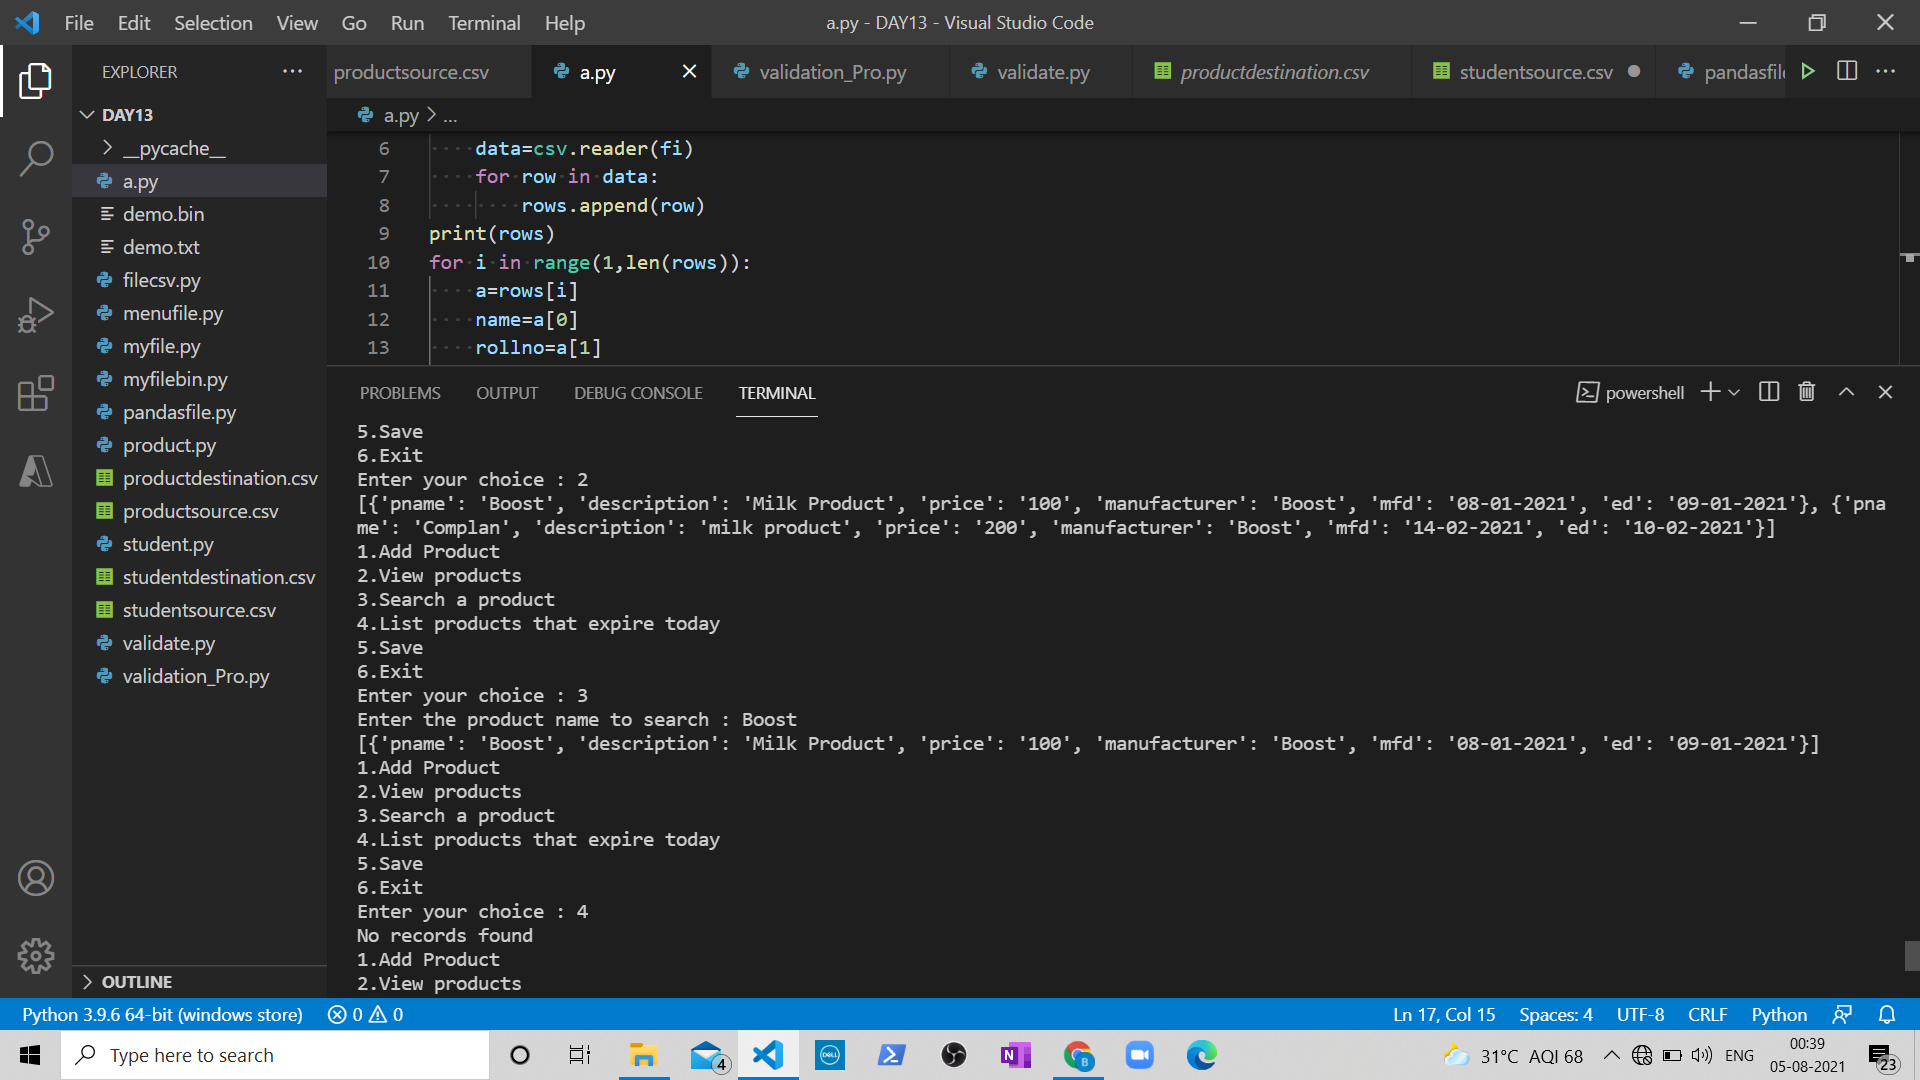 File Edit Selection View Go Run Terminal Help
a.py - DAY13 - Visual Studio Code
EXPLORER
productsource.csv
a.py
validation_Pro.py
validate.py
productdestination.csv
studentsource.csv
pandasfile
DAY13
__pycache__
a.py
demo.bin
demo.txt
filecsv.py
menufile.py
myfile.py
myfilebin.py
pandasfile.py
product.py
productdestination.csv
productsource.csv
student.py
studentdestination.csv
studentsource.csv
validate.py
validation_Pro.py
OUTLINE
a.py > ...
6 data=csv.reader(fi)
7 for row in data:
8 rows.append(row)
9 print(rows)
10 for i in range(1,len(rows)):
11 a=rows[i]
12 name=a[0]
13 rollno=a[1]
PROBLEMS OUTPUT DEBUG CONSOLE TERMINAL
powershell
5.Save
6.Exit
Enter your choice : 2
[{'pname': 'Boost', 'description': 'Milk Product', 'price': '100', 'manufacturer': 'Boost', 'mfd': '08-01-2021', 'ed': '09-01-2021'}, {'pna
me': 'Complan', 'description': 'milk product', 'price': '200', 'manufacturer': 'Boost', 'mfd': '14-02-2021', 'ed': '10-02-2021'}]
1.Add Product
2.View products
3.Search a product
4.List products that expire today
5.Save
6.Exit
Enter your choice : 3
Enter the product name to search : Boost
[{'pname': 'Boost', 'description': 'Milk Product', 'price': '100', 'manufacturer': 'Boost', 'mfd': '08-01-2021', 'ed': '09-01-2021'}]
1.Add Product
2.View products
3.Search a product
4.List products that expire today
5.Save
6.Exit
Enter your choice : 4
No records found
1.Add Product
2.View products
Python 3.9.6 64-bit (windows store) 0 0
Ln 17, Col 15 Spaces: 4 UTF-8 CRLF Python
Type here to search
4
DELL
N
B
31°C AQI 68
ENG
00:39
05-08-2021
23